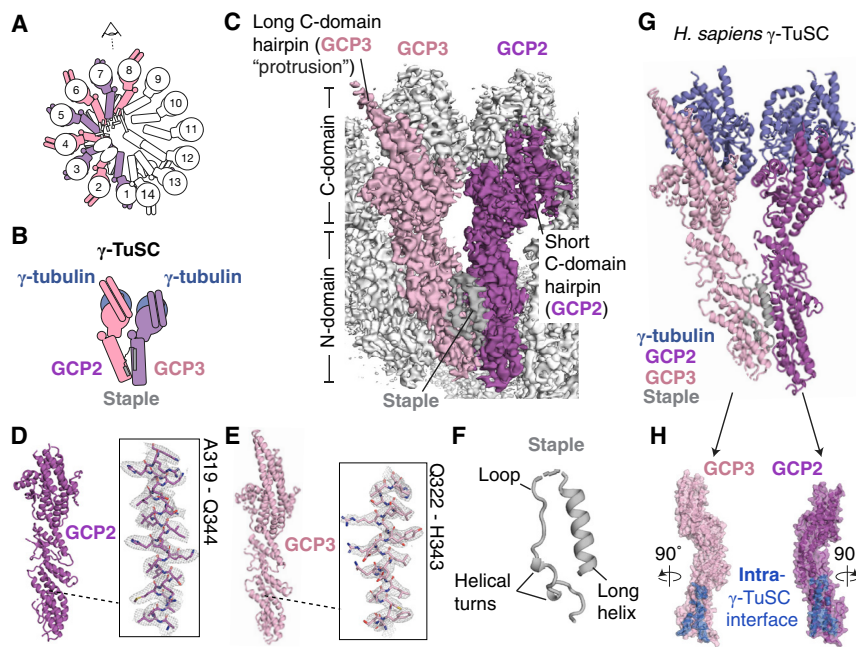 A
7
8
6
9
5
10
4
11
3
12
2
13
1
14
B
γ-TuSC
γ-tubulin γ-tubulin
GCP2 GCP3
Staple
C
Long C-domain
hairpin (GCP3
“protrusion”)
GCP3
GCP2
C-domain
N-domain
Short
C-domain
hairpin
(GCP2)
Staple
D
GCP2
A319 - Q344
E
GCP3
Q322 - H343
F
Staple
Loop
Helical
turns
Long
helix
G
H. sapiens γ-TuSC
γ-tubulin
GCP2
GCP3
Staple
H
GCP3 GCP2
90°
90°
Intra-
γ-TuSC
interface